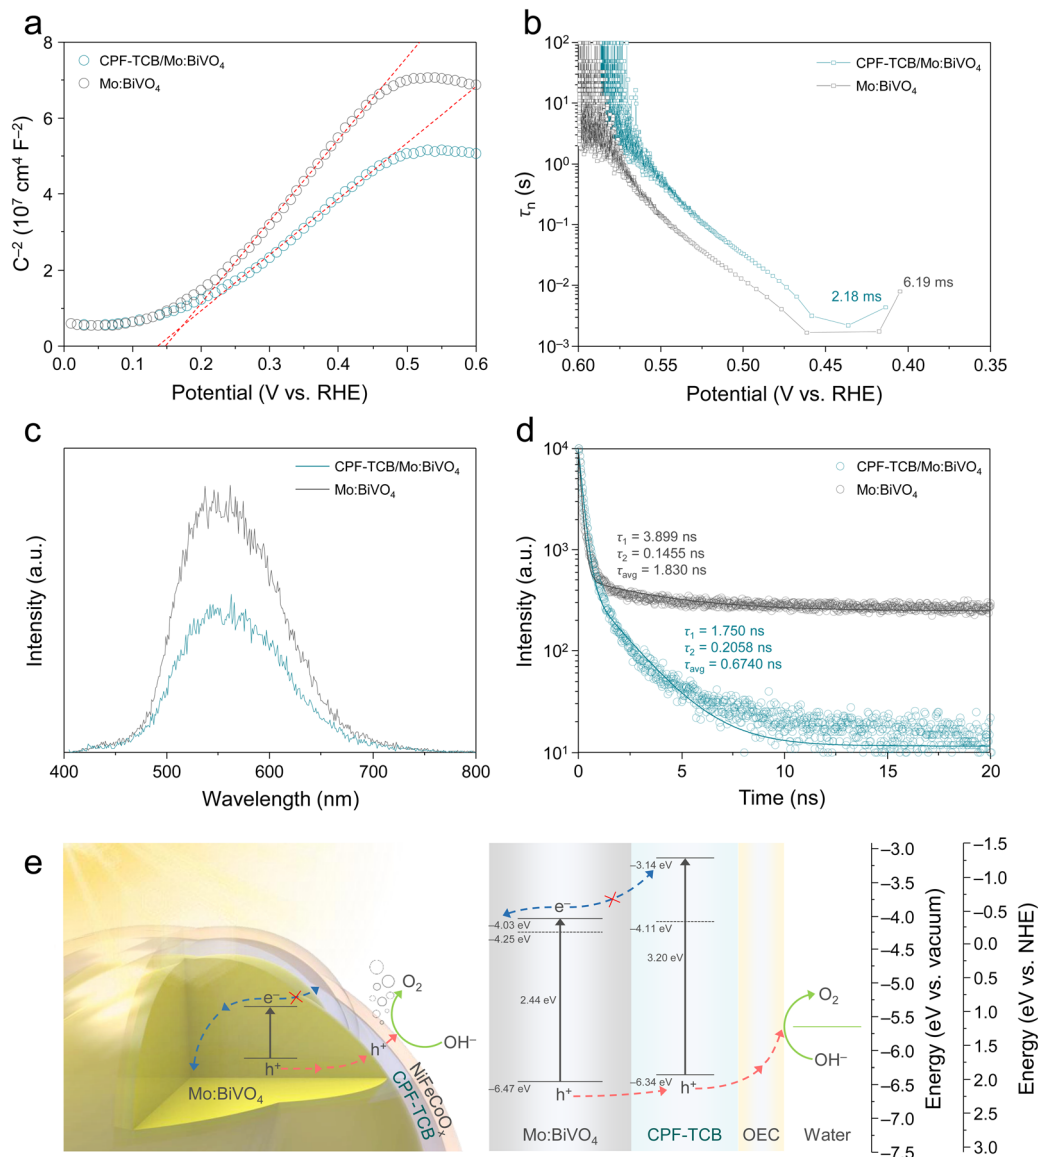 a
8
6
4
2
0
C⁻² (10⁷ cm⁴ F⁻²)
CPF-TCB/Mo:BiVO₄
Mo:BiVO₄
0.0
0.1
0.2
0.3
0.4
0.5
0.6
Potential (V vs. RHE)
b
10²
10¹
10⁰
10⁻¹
10⁻²
10⁻³
τₙ (s)
CPF-TCB/Mo:BiVO₄
Mo:BiVO₄
2.18 ms
6.19 ms
0.60
0.55
0.50
0.45
0.40
0.35
Potential (V vs. RHE)
c
Intensity (a.u.)
CPF-TCB/Mo:BiVO₄
Mo:BiVO₄
400
500
600
700
800
Wavelength (nm)
d
10⁴
10³
10²
10¹
Intensity (a.u.)
CPF-TCB/Mo:BiVO₄
Mo:BiVO₄
τ₁ = 3.899 ns
τ₂ = 0.1455 ns
τavg = 1.830 ns
τ₁ = 1.750 ns
τ₂ = 0.2058 ns
τavg = 0.6740 ns
0
5
10
15
20
Time (ns)
e
e⁻
h⁺
h⁺
O₂
OH⁻
Mo:BiVO₄
CPF-TCB
NiFeCoOₓ
–3.14 eV
e⁻
–4.03 eV
–4.25 eV
–4.11 eV
3.20 eV
2.44 eV
–6.47 eV
–6.34 eV
h⁺
h⁺
O₂
OH⁻
Mo:BiVO₄
CPF-TCB
OEC
Water
–3.0
–3.5
–4.0
–4.5
–5.0
–5.5
–6.0
–6.5
–7.0
–7.5
Energy (eV vs. vacuum)
–1.5
–1.0
–0.5
0.0
0.5
1.0
1.5
2.0
2.5
3.0
Energy (eV vs. NHE)